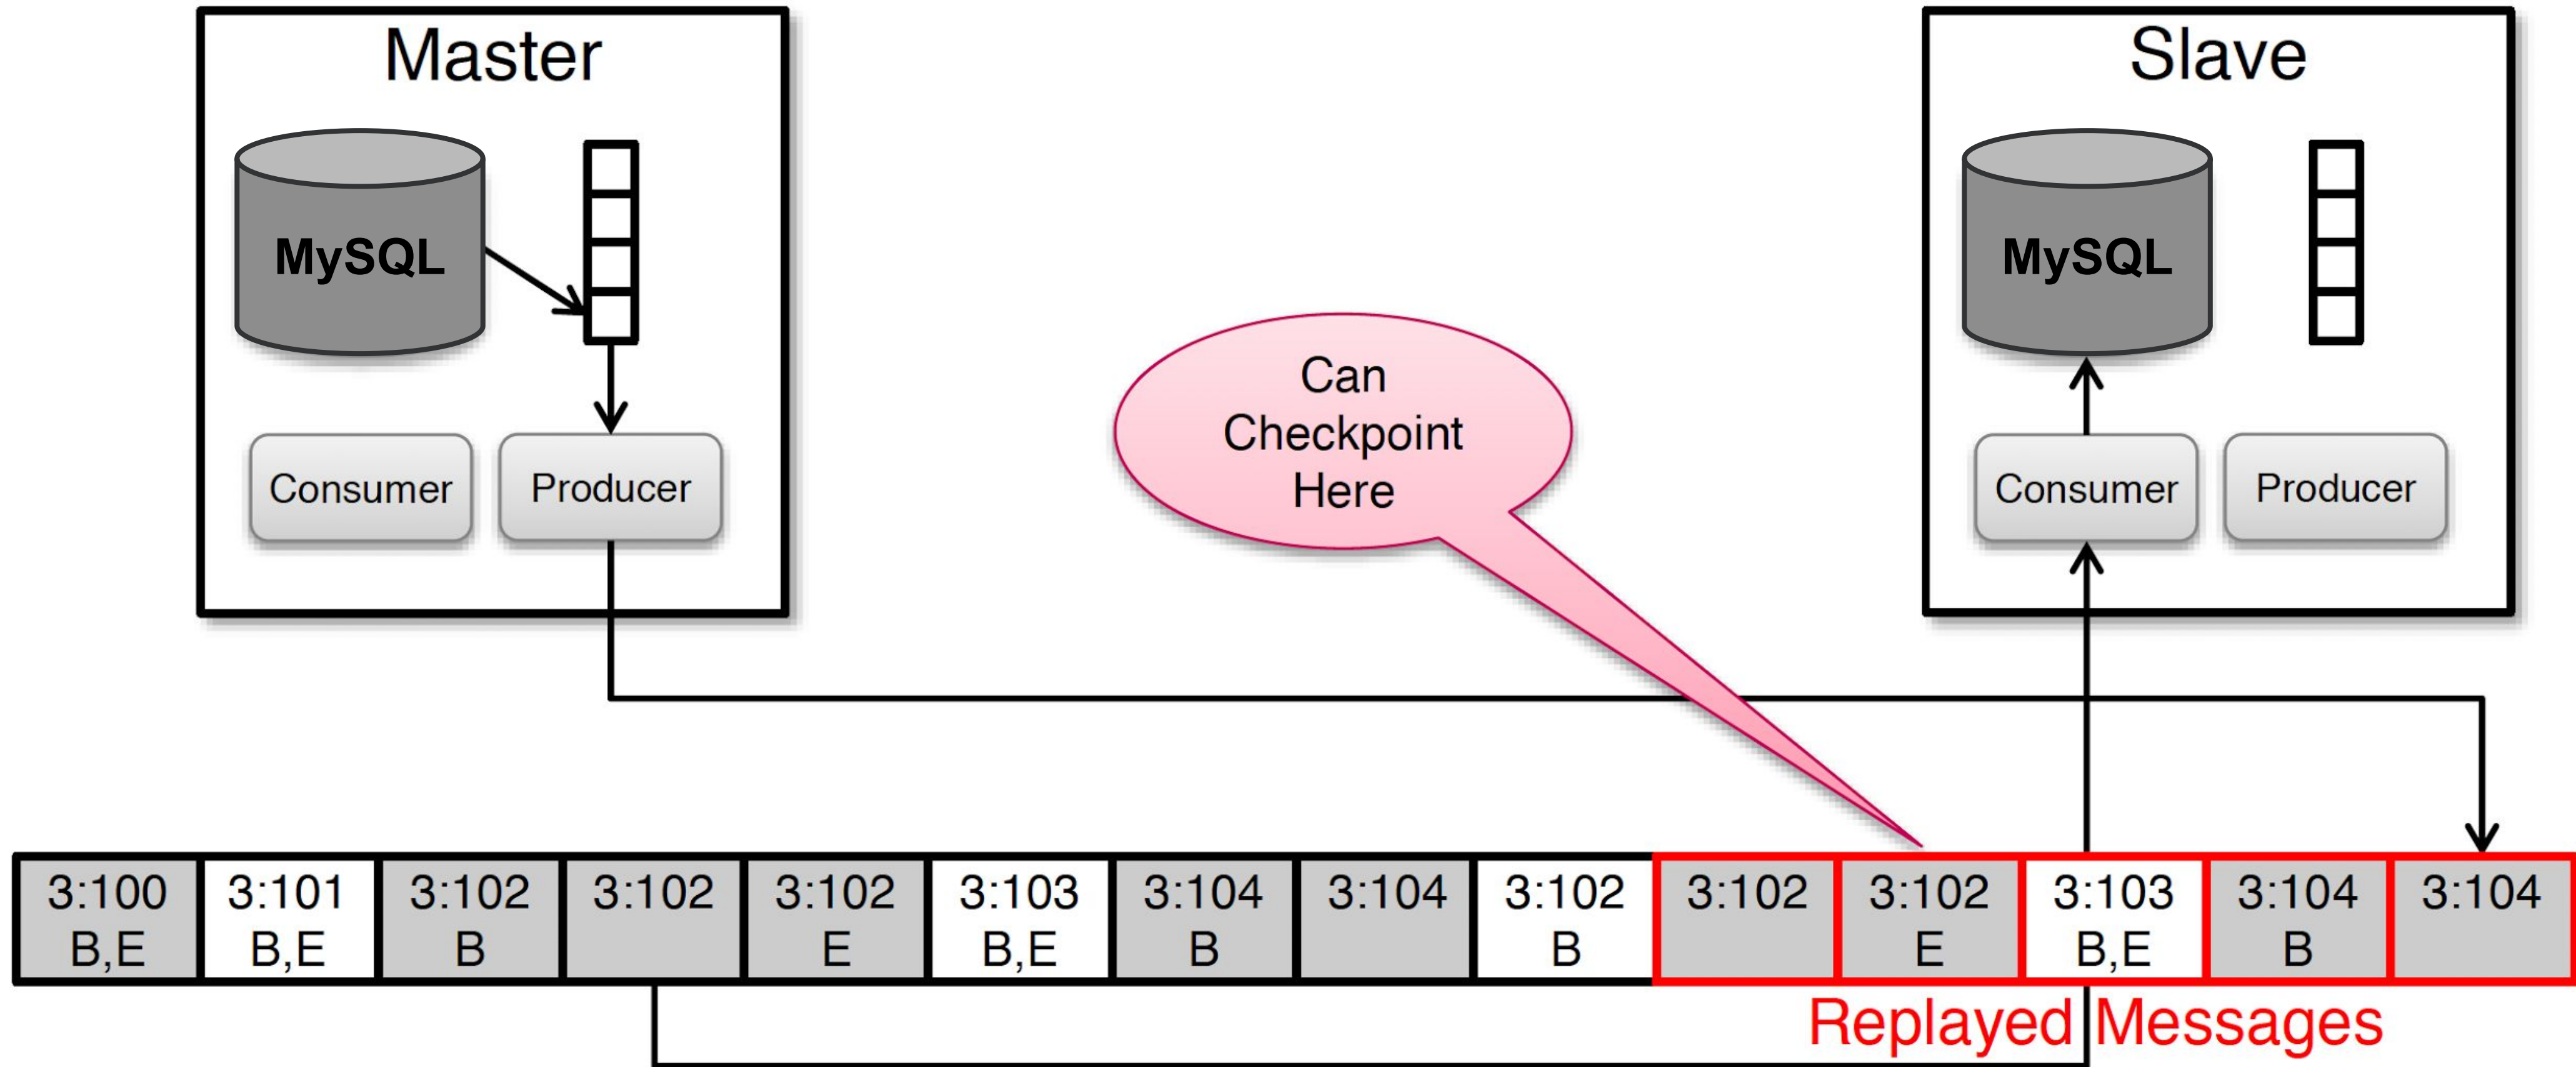 Master
Slave
MySQL
MySQL
Can
Checkpoint
Here
Consumer
Producer
Consumer
Producer
3:100
B,E
3:101
B,E
3:102
B
3:102
3:102
E
3:103
B,E
3:104
B
3:104
3:102
B
3:102
3:102
E
3:103
B,E
3:104
B
3:104
Replayed Messages